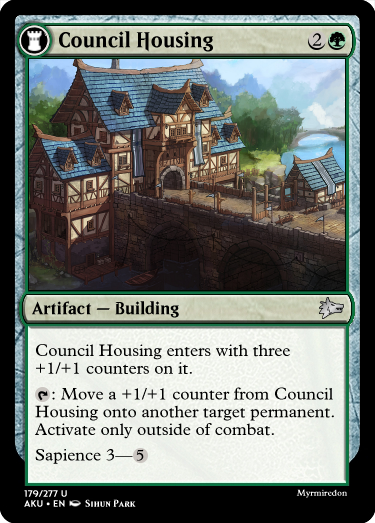 Council Housing 2
Artifact — Building
Council Housing enters with three
+1/+1 counters on it.
: Move a +1/+1 counter from Council
Housing onto another target permanent.
Activate only outside of combat.
Sapience 3—5
179/277 U
Myrmiredon
AKU • EN Sihun Park